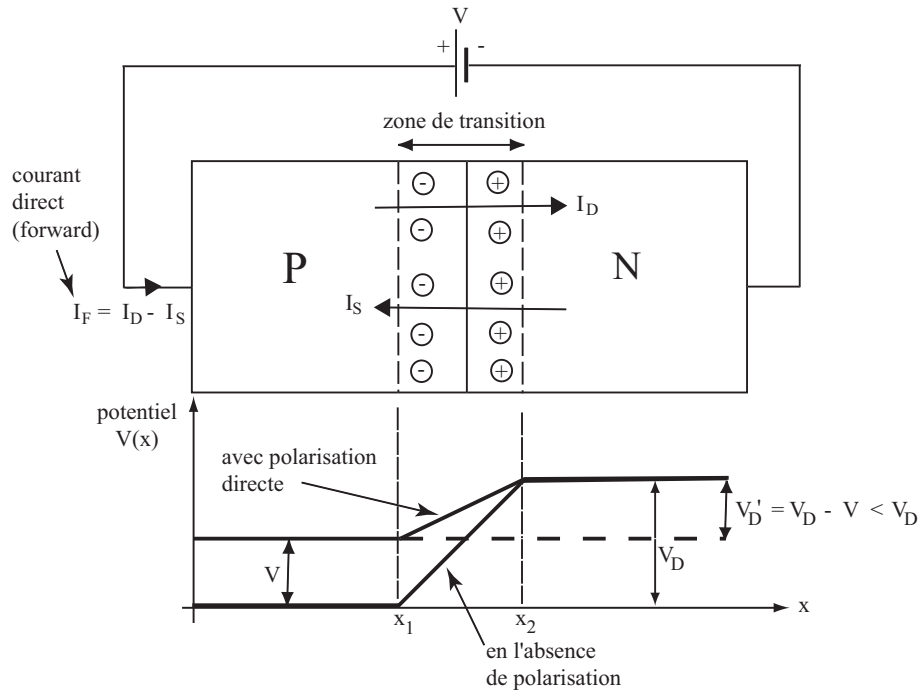 V
+ -
zone de transition
courant
direct
(forward)
I_F = I_D - I_S
- +
I_D
- +
P
N
- +
I_S
- +
- +
potentiel
V(x)
avec polarisation
directe
V_D' = V_D - V < V_D
V
V_D
x_1
x_2
x
en l'absence
de polarisation